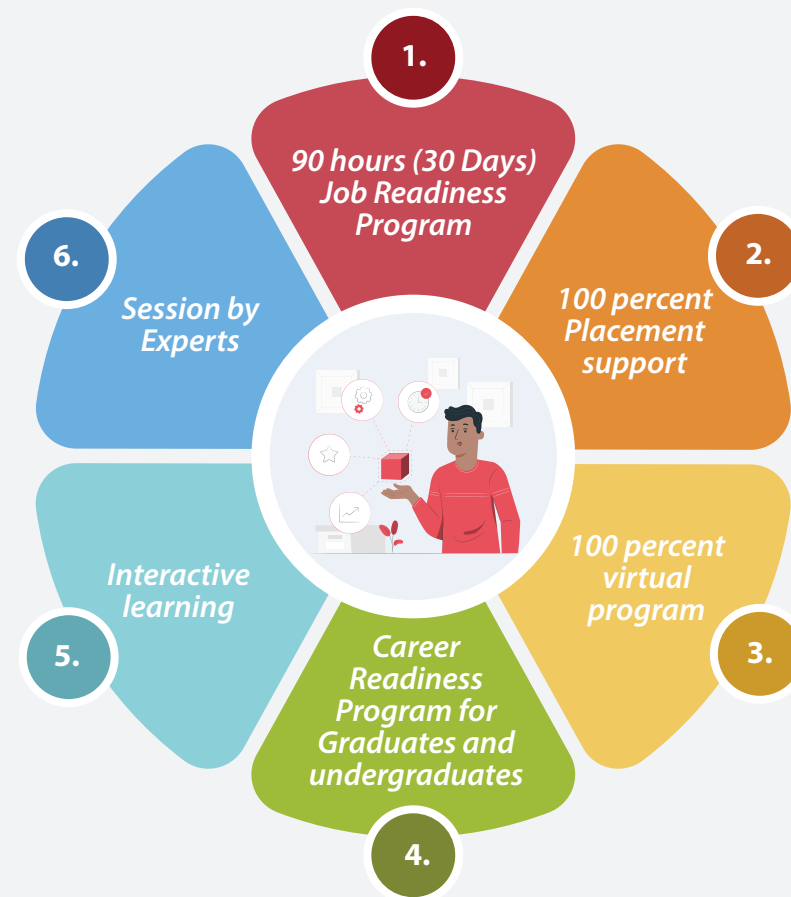 1.
90 hours (30 Days)
Job Readiness
Program
2.
100 percent
Placement
support
3.
100 percent
virtual
program
4.
Career
Readiness
Program for
Graduates and
undergraduates
5.
Interactive
learning
6.
Session by
Experts